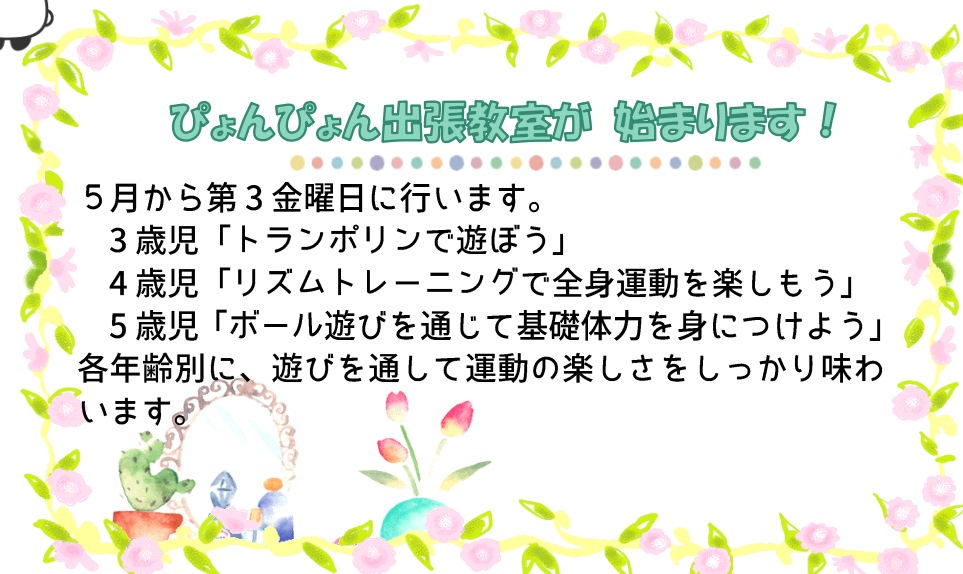 ぴょんぴょん出張教室が 始まります！
５月から第３金曜日に行います。
３歳児「トランポリンで遊ぼう」
４歳児「リズムトレーニングで全身運動を楽しもう」
５歳児「ボール遊びを通じて基礎体力を身につけよう」
各年齢別に、遊びを通して運動の楽しさをしっかり味わ
います。